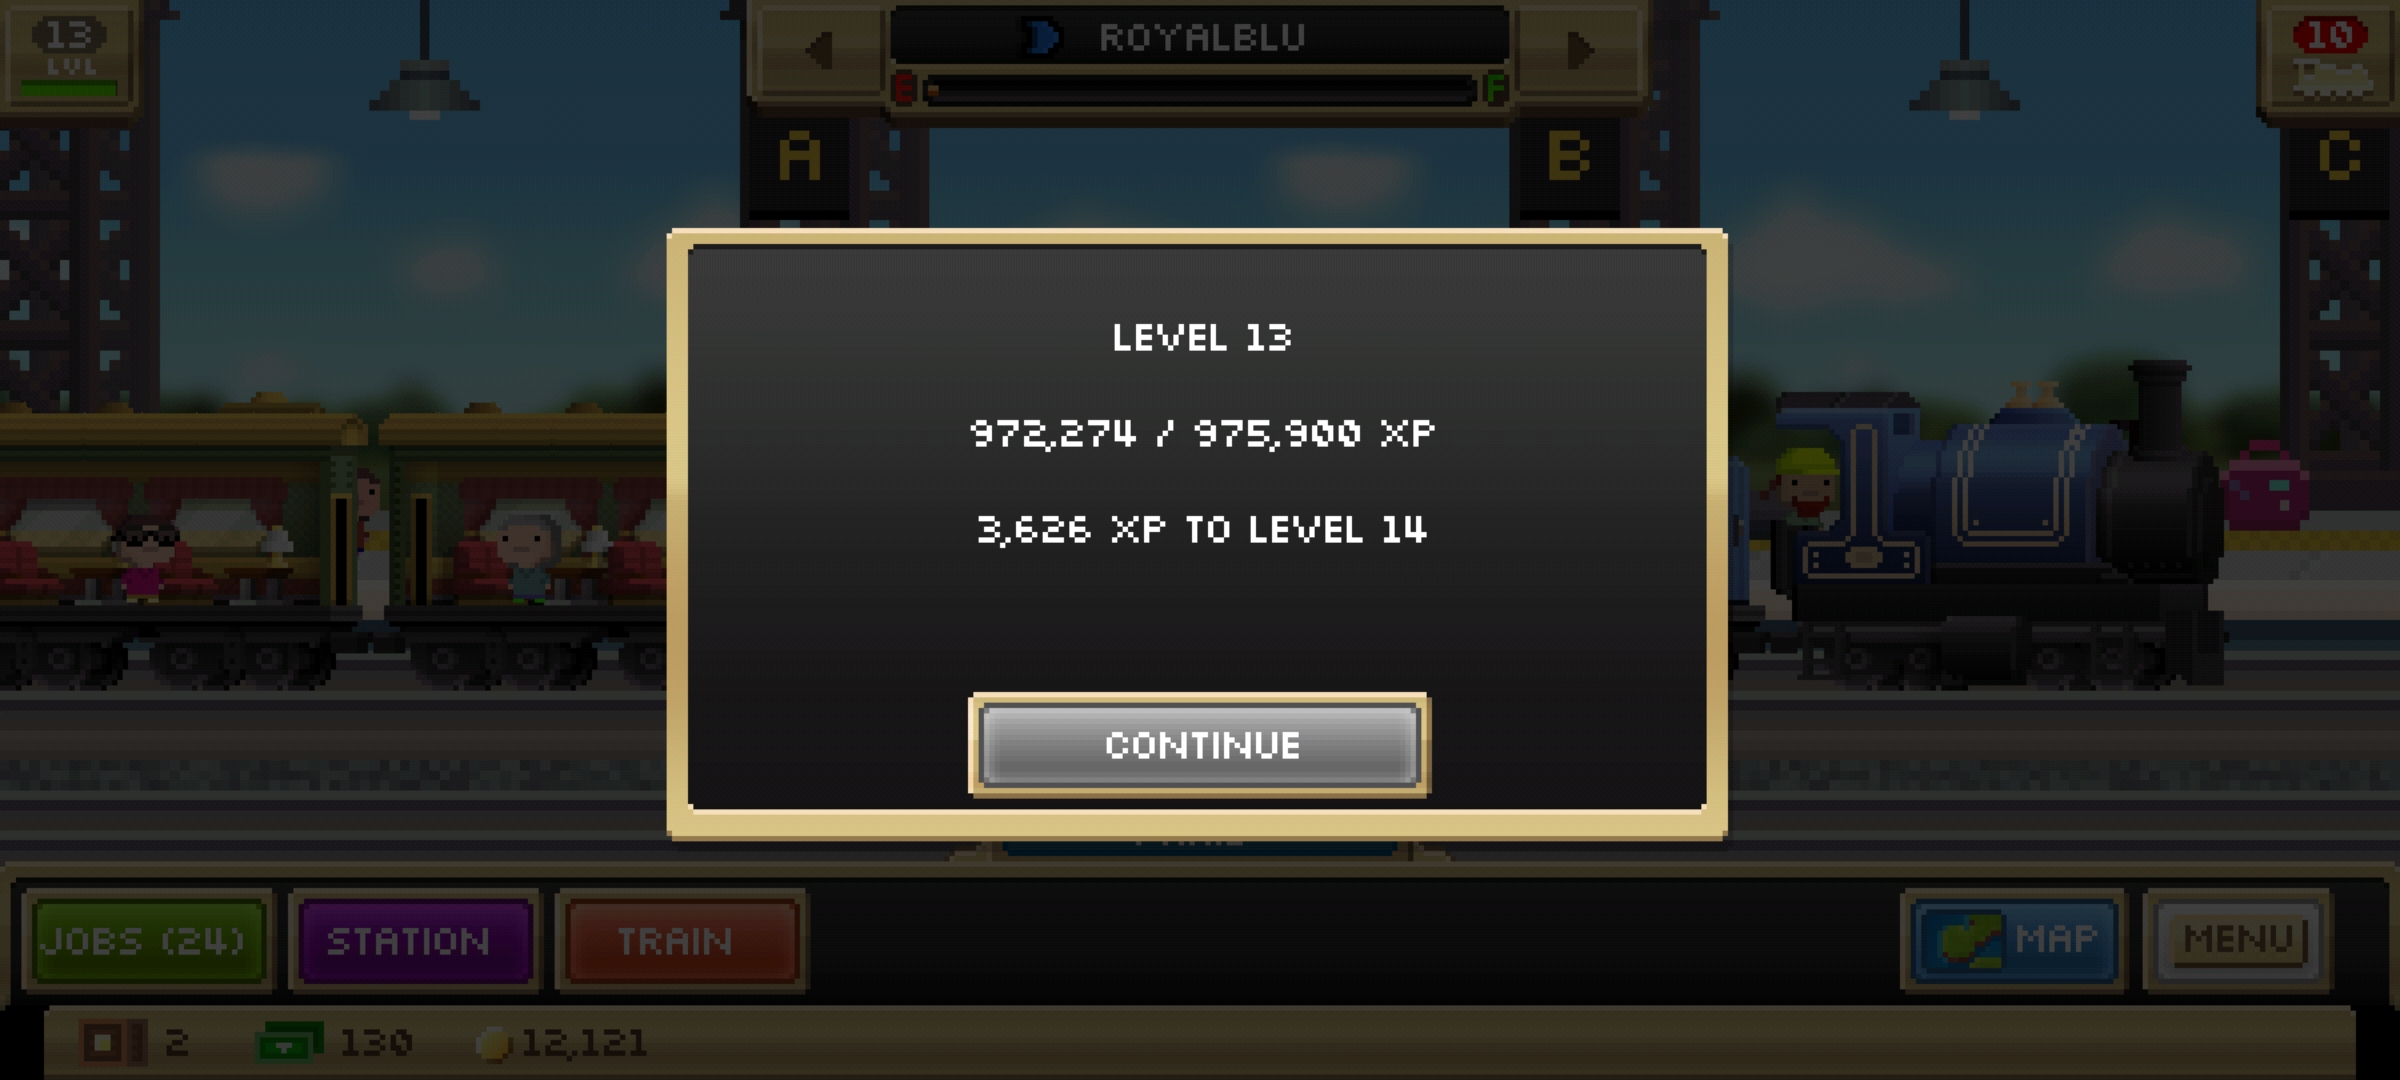 13
LVL
ROYALBLU
10
E
F
A
B
C
LEVEL 13
972,274 / 975,900 XP
3,626 XP TO LEVEL 14
CONTINUE
JOBS (24)
STATION
TRAIN
MAP
MENU
2
130
12,121